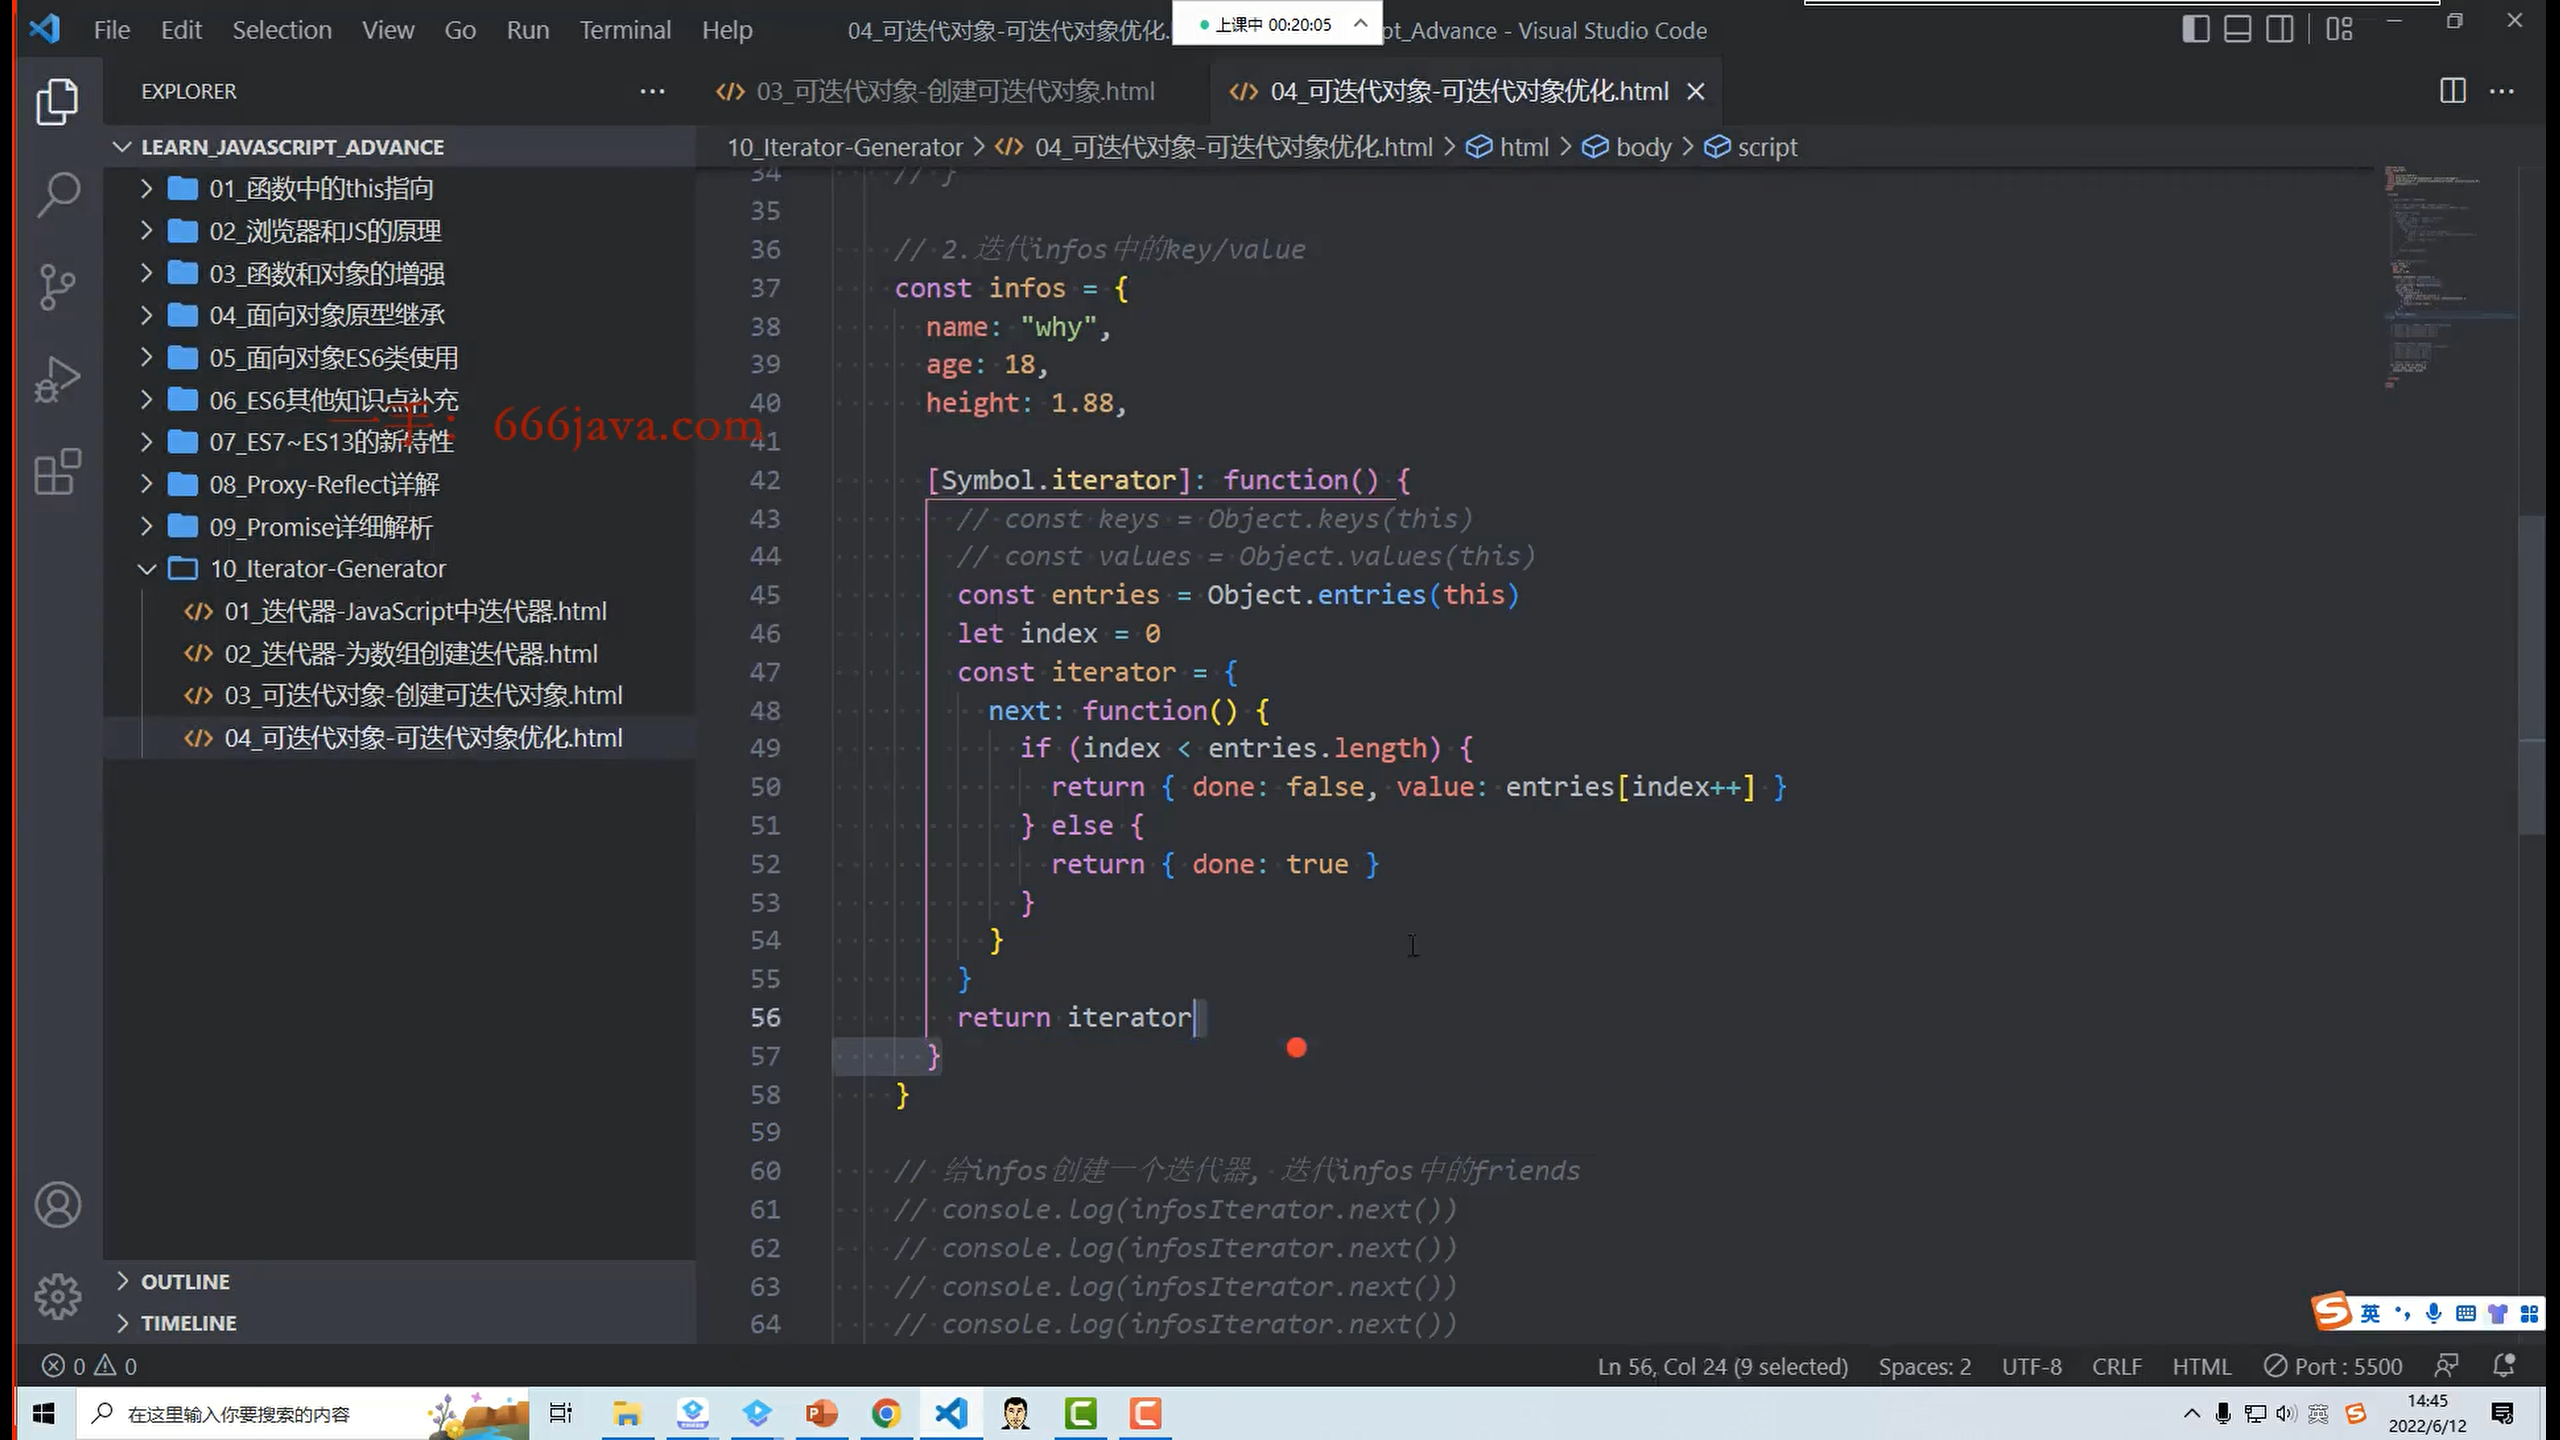 File Edit Selection View Go Run Terminal Help
04_可迭代对象-可迭代对象优化.
上课中 00:20:05
pt_Advance - Visual Studio Code
EXPLORER
03_可迭代对象-创建可迭代对象.html
04_可迭代对象-可迭代对象优化.html
LEARN_JAVASCRIPT_ADVANCE
10_Iterator-Generator > 04_可迭代对象-可迭代对象优化.html > html > body > script
01_函数中的this指向
02_浏览器和JS的原理
03_函数和对象的增强
04_面向对象原型继承
05_面向对象ES6类使用
06_ES6其他知识点补充
07_ES7~ES13的新特性
08_Proxy-Reflect详解
09_Promise详细解析
10_Iterator-Generator
01_迭代器-JavaScript中迭代器.html
02_迭代器-为数组创建迭代器.html
03_可迭代对象-创建可迭代对象.html
04_可迭代对象-可迭代对象优化.html
OUTLINE
TIMELINE
一手: 666java.com
34 // }
35
36 // 2.迭代infos中的key/value
37 const infos = {
38 name: "why",
39 age: 18,
40 height: 1.88,
41
42 [Symbol.iterator]: function() {
43 // const keys = Object.keys(this)
44 // const values = Object.values(this)
45 const entries = Object.entries(this)
46 let index = 0
47 const iterator = {
48 next: function() {
49 if (index < entries.length) {
50 return { done: false, value: entries[index++] }
51 } else {
52 return { done: true }
53 }
54 }
55 }
56 return iterator
57 }
58 }
59
60 // 给infos创建一个迭代器, 迭代infos中的friends
61 // console.log(infosIterator.next())
62 // console.log(infosIterator.next())
63 // console.log(infosIterator.next())
64 // console.log(infosIterator.next())
英
0 0
Ln 56, Col 24 (9 selected) Spaces: 2 UTF-8 CRLF HTML Port : 5500
在这里输入你要搜索的内容
英
14:45
2022/6/12